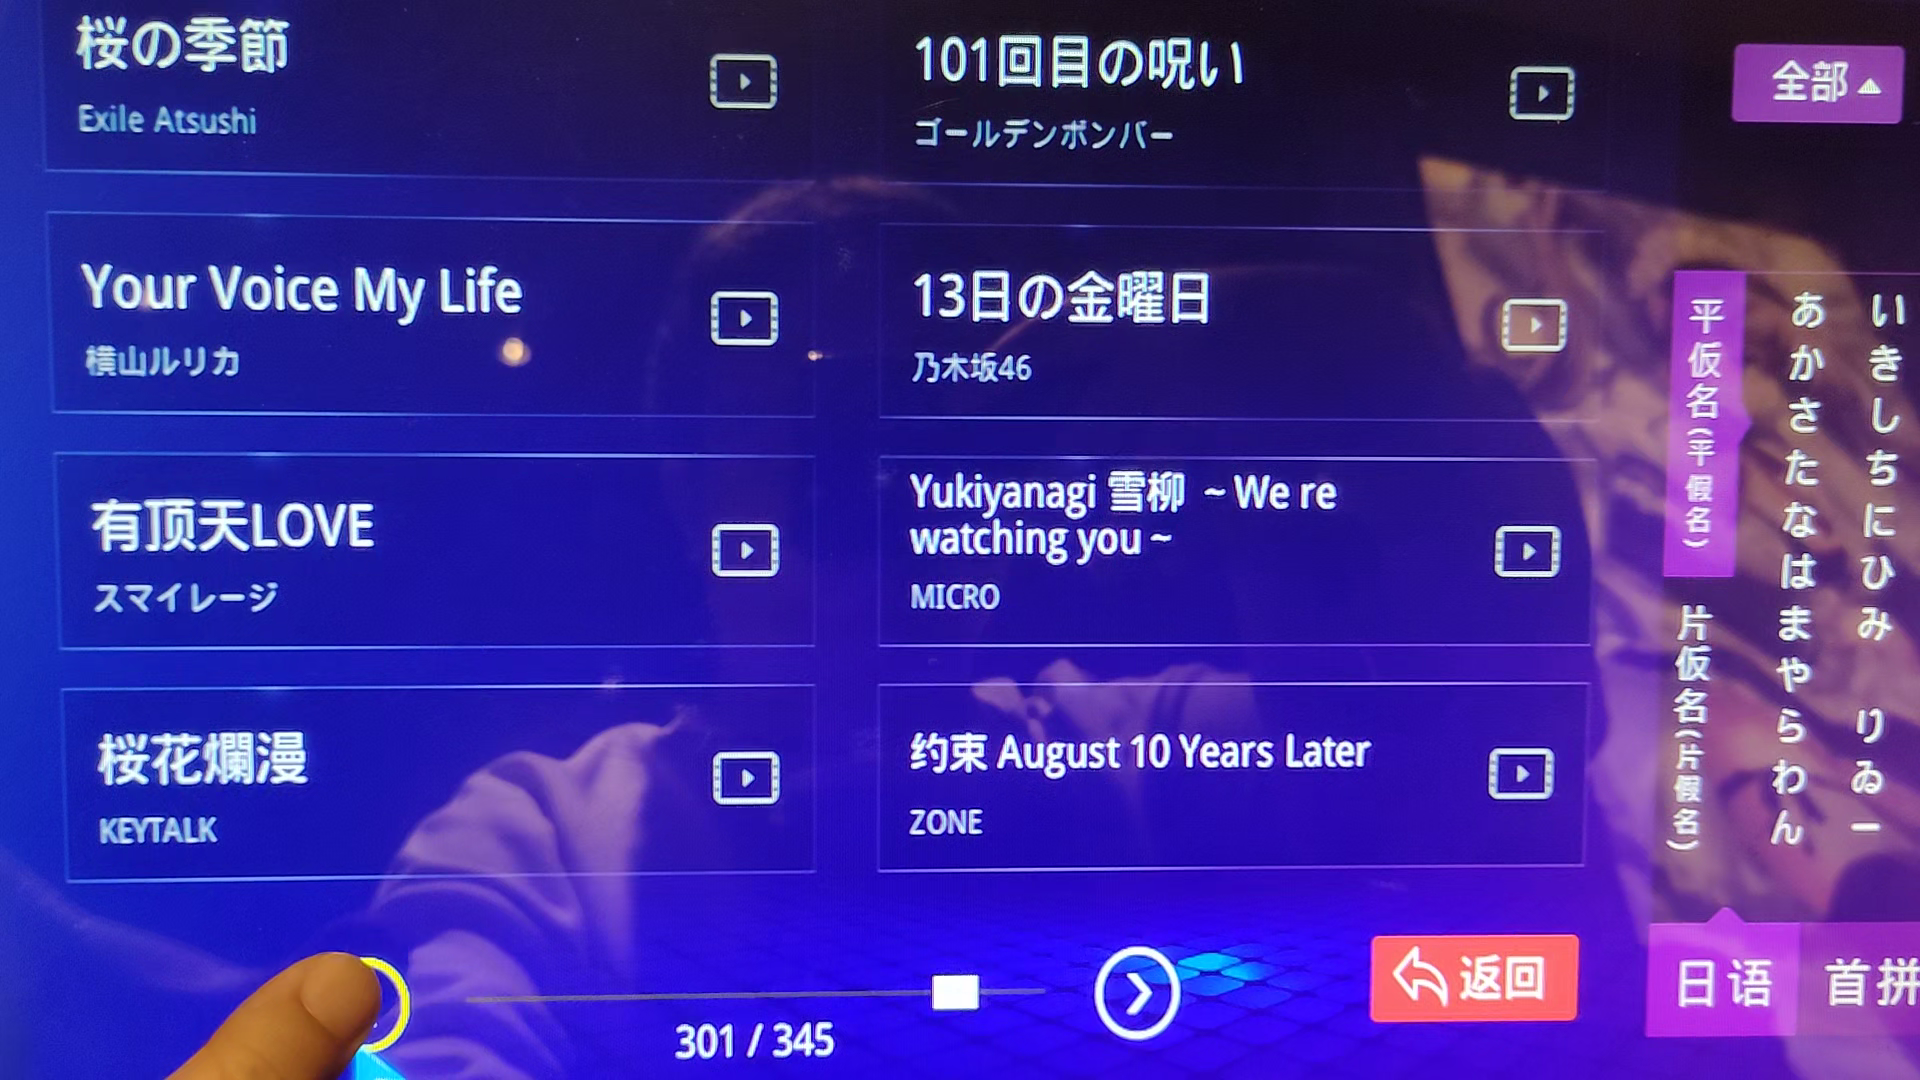 桜の季節
Exile Atsushi
101回目の呪い
ゴールデンボンバー
Your Voice My Life
横山ルリカ
13日の金曜日
乃木坂46
有顶天LOVE
スマイレージ
Yukiyanagi 雪柳 ~ We re
watching you ~
MICRO
桜花爛漫
KEYTALK
约束 August 10 Years Later
ZONE
301 / 345
返回
全部
平仮名(平假名)
片仮名(片假名)
あかさたなはまやらわん
いきしちにひみ りゐー
日语
首拼